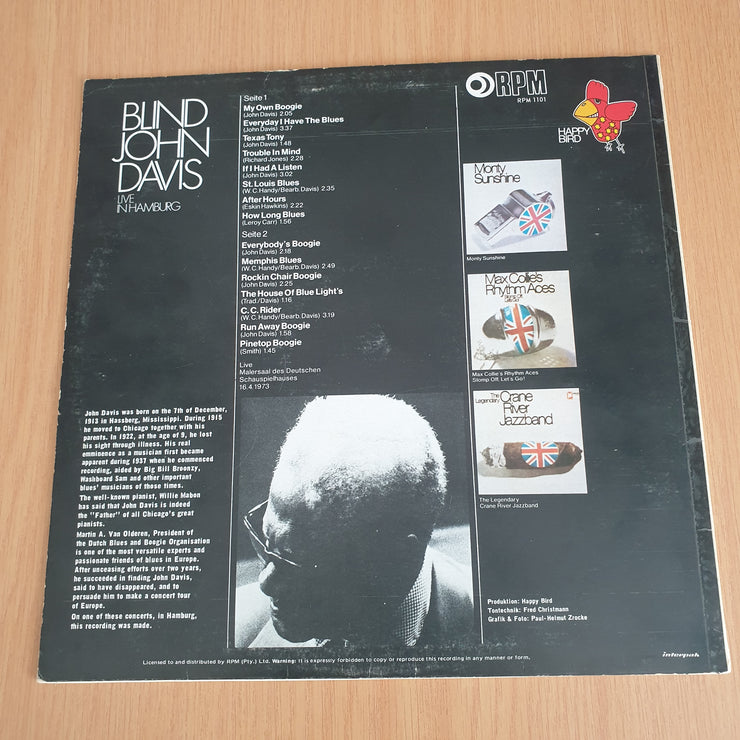 BLIND
JOHN
DAVIS
LIVE
IN HAMBURG
Seite 1
My Own Boogie
(John Davis) 2.05
Everyday I Have The Blues
(John Davis) 3.37
Texas Tony
(John Davis) 1.48
Trouble In Mind
(Richard Jones) 2.28
If I Had A Listen
(John Davis) 3.02
St. Louis Blues
(W. C. Handy/Bearb. Davis) 2.35
After Hours
(Eskin Hawkins) 2.22
How Long Blues
(Leroy Carr) 1.56
Seite 2
Everybody's Boogie
(John Davis) 2.18
Memphis Blues
(W. C. Handy/Bearb. Davis) 2.49
Rockin Chair Boogie
(John Davis) 2.25
The House Of Blue Light's
(Trad./Davis) 1.16
C. C. Rider
(W. C. Handy/Bearb. Davis) 3.19
Run Away Boogie
(John Davis) 1.58
Pinetop Boogie
(Smith) 1.45
Live
Malersaal des Deutschen
Schauspielhauses
16.4.1973
RPM
RPM 1101
HAPPY
BIRD
Monty
Sunshine
Monty Sunshine
Max Collie's
Rhythm Aces
Max Collie's Rhythm Aces
Stomp Off, Let's Go!
The
Legendary
Crane
River
Jazzband
The Legendary
Crane River Jazzband
John Davis was born on the 7th of December,
1913 in Hassberg, Mississippi. During 1915
he moved to Chicago together with his
parents. In 1922, at the age of 9, he lost
his sight through illness. His real
emminence as a musician first became
apparent during 1937 when he commenced
recording, aided by Big Bill Broonzy,
Washboard Sam and other important
blues' musicians of those times.
The well-known pianist, Willie Mabon
has said that John Davis is indeed
the "Father" of all Chicago's great
pianists.
Martin A. Van Olderen, President of
the Dutch Blues and Boogie Organisation
is one of the most versatile experts and
passionate friends of blues in Europe.
After unceasing efforts over two years,
he succeeded in finding John Davis,
said to have disappeared, and to
persuade him to make a concert tour
of Europe.
On one of these concerts, in Hamburg,
this recording was made.
Produktion: Happy Bird
Tontechnik: Fred Christmann
Grafik & Foto: Paul-Helmut Zrocke
Licensed to and distributed by RPM (Pty.) Ltd. Warning: It is expressly forbidden to copy or reproduce this recording in any manner or form.
interpak